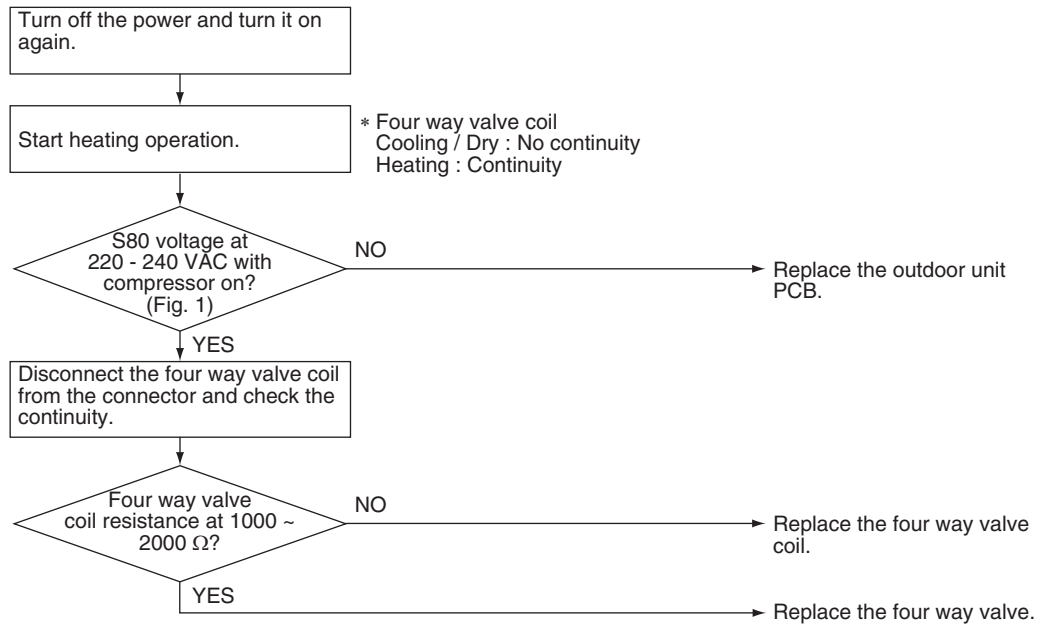 Turn off the power and turn it on
again.
Start heating operation.
* Four way valve coil
Cooling / Dry : No continuity
Heating : Continuity
S80 voltage at
220 - 240 VAC with
compressor on?
(Fig. 1)
NO
Replace the outdoor unit
PCB.
YES
Disconnect the four way valve coil
from the connector and check the
continuity.
Four way valve
coil resistance at 1000 ~
2000 Ω?
NO
Replace the four way valve
coil.
YES
Replace the four way valve.